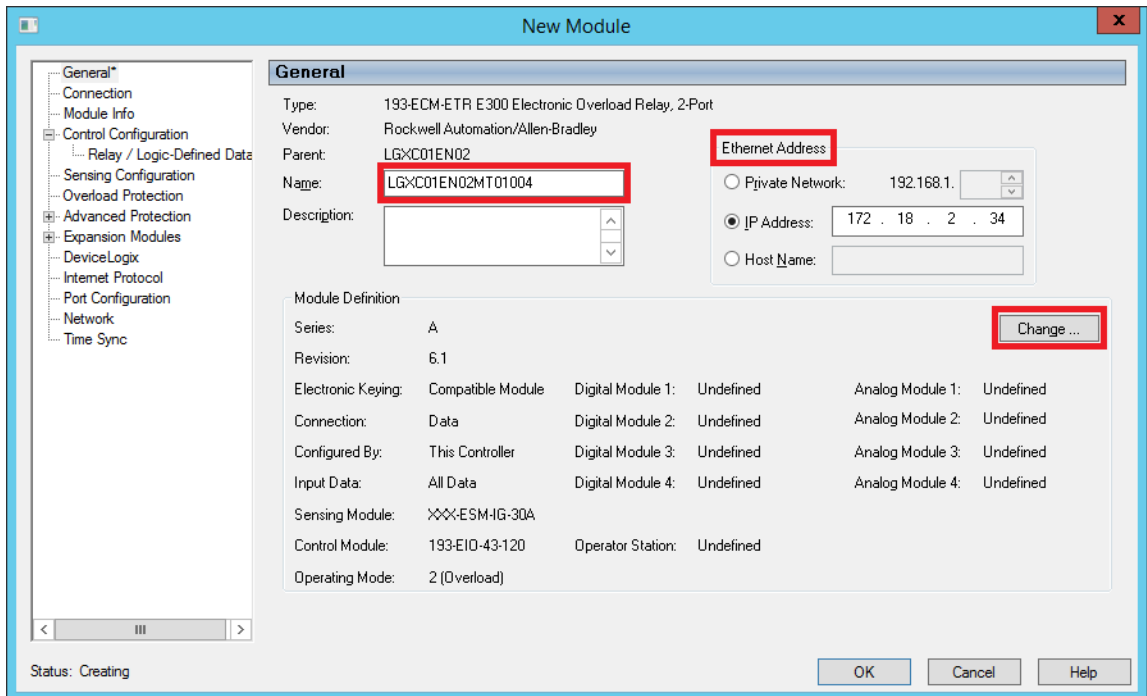 New Module
x
General*
Connection
Module Info
Control Configuration
Relay / Logic-Defined Data
Sensing Configuration
Overload Protection
Advanced Protection
Expansion Modules
DeviceLogix
Internet Protocol
Port Configuration
Network
Time Sync
General
Type: 193-ECM-ETR E300 Electronic Overload Relay, 2-Port
Vendor: Rockwell Automation/Allen-Bradley
Parent: LGXC01EN02
Name: LGXC01EN02MT01004
Description:
Ethernet Address
Private Network: 192.168.1.
IP Address: 172 . 18 . 2 . 34
Host Name:
Module Definition
Series: A
Change ...
Revision: 6.1
Electronic Keying: Compatible Module Digital Module 1: Undefined Analog Module 1: Undefined
Connection: Data Digital Module 2: Undefined Analog Module 2: Undefined
Configured By: This Controller Digital Module 3: Undefined Analog Module 3: Undefined
Input Data: All Data Digital Module 4: Undefined Analog Module 4: Undefined
Sensing Module: XXX-ESM-IG-30A
Control Module: 193-EIO-43-120 Operator Station: Undefined
Operating Mode: 2 (Overload)
Status: Creating
OK Cancel Help